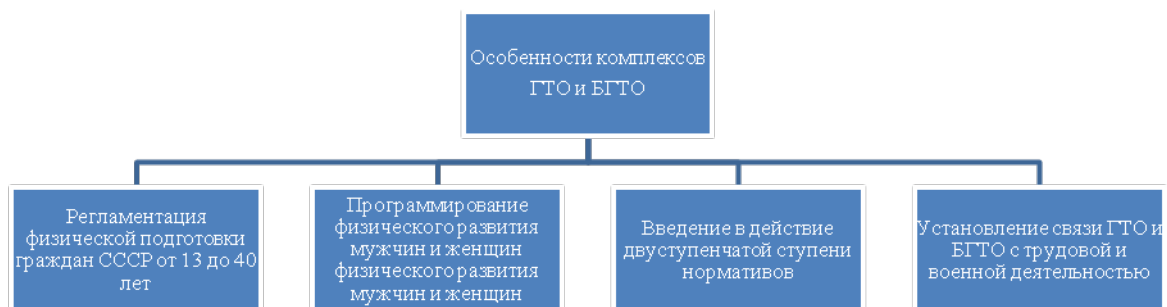 Особенности комплексов
ГТО и БГТО
Регламентация
физической подготовки
граждан СССР от 13 до 40
лет
Программирование
физического развития
мужчин и женщин
физического развития
мужчин и женщин
Введение в действие
двуступенчатой ступени
нормативов
Установление связи ГТО и
БГТО с трудовой и
военной деятельностью